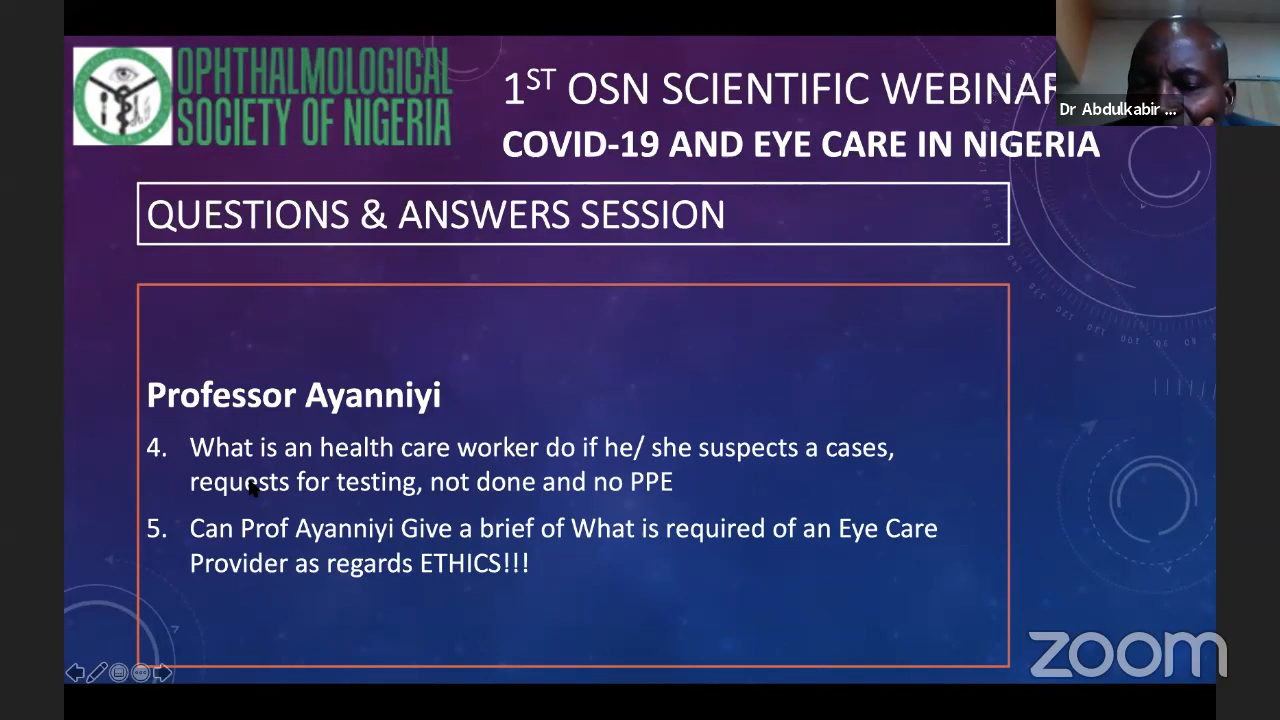 OPHTHALMOLOGICAL
SOCIETY OF NIGERIA
1ST OSN SCIENTIFIC WEBINAR
COVID-19 AND EYE CARE IN NIGERIA
Dr Abdulkabir ...
QUESTIONS & ANSWERS SESSION
Professor Ayanniyi
4. What is an health care worker do if he/ she suspects a cases,
requests for testing, not done and no PPE
5. Can Prof Ayanniyi Give a brief of What is required of an Eye Care
Provider as regards ETHICS!!!
zoom